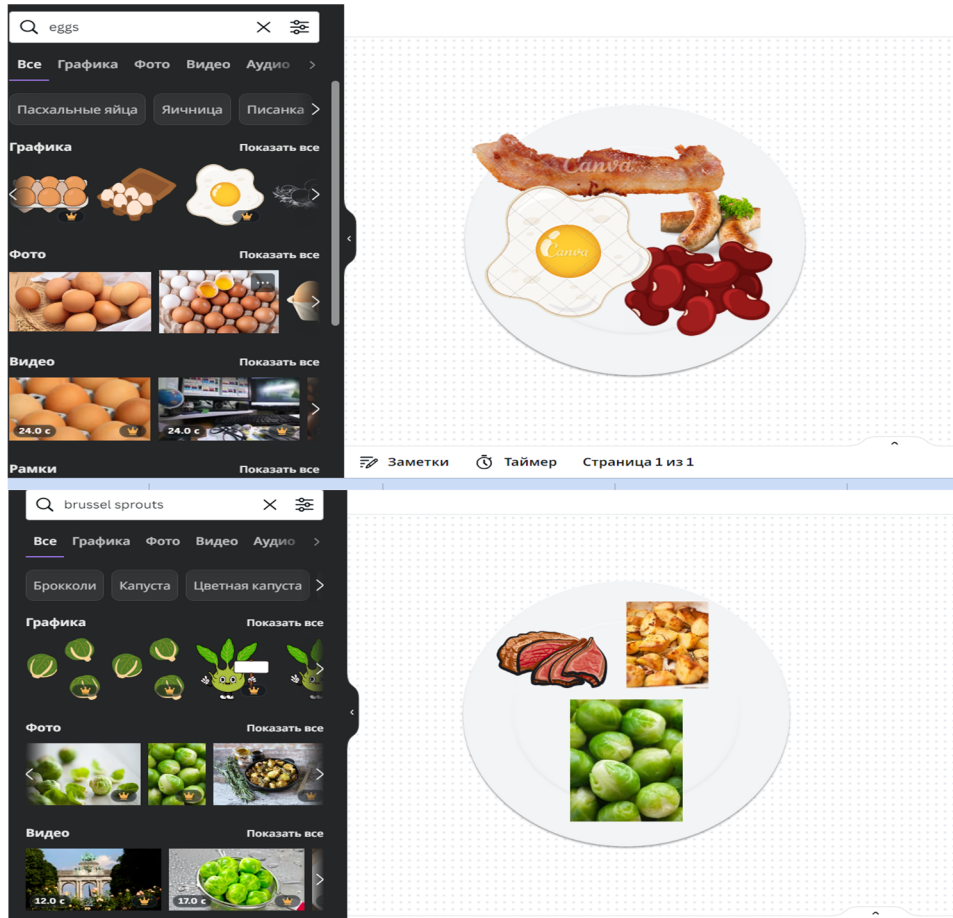 eggs
Все Графика Фото Видео Аудио
Пасхальные яйца Яичница Писанка
Графика Показать все
Фото Показать все
Видео Показать все
24.0 с 24.0 с
Рамки Показать все
Canva
Canva
Заметки Таймер Страница 1 из 1
brussel sprouts
Все Графика Фото Видео Аудио
Брокколи Капуста Цветная капуста
Графика Показать все
Фото Показать все
Видео Показать все
12.0 с 17.0 с